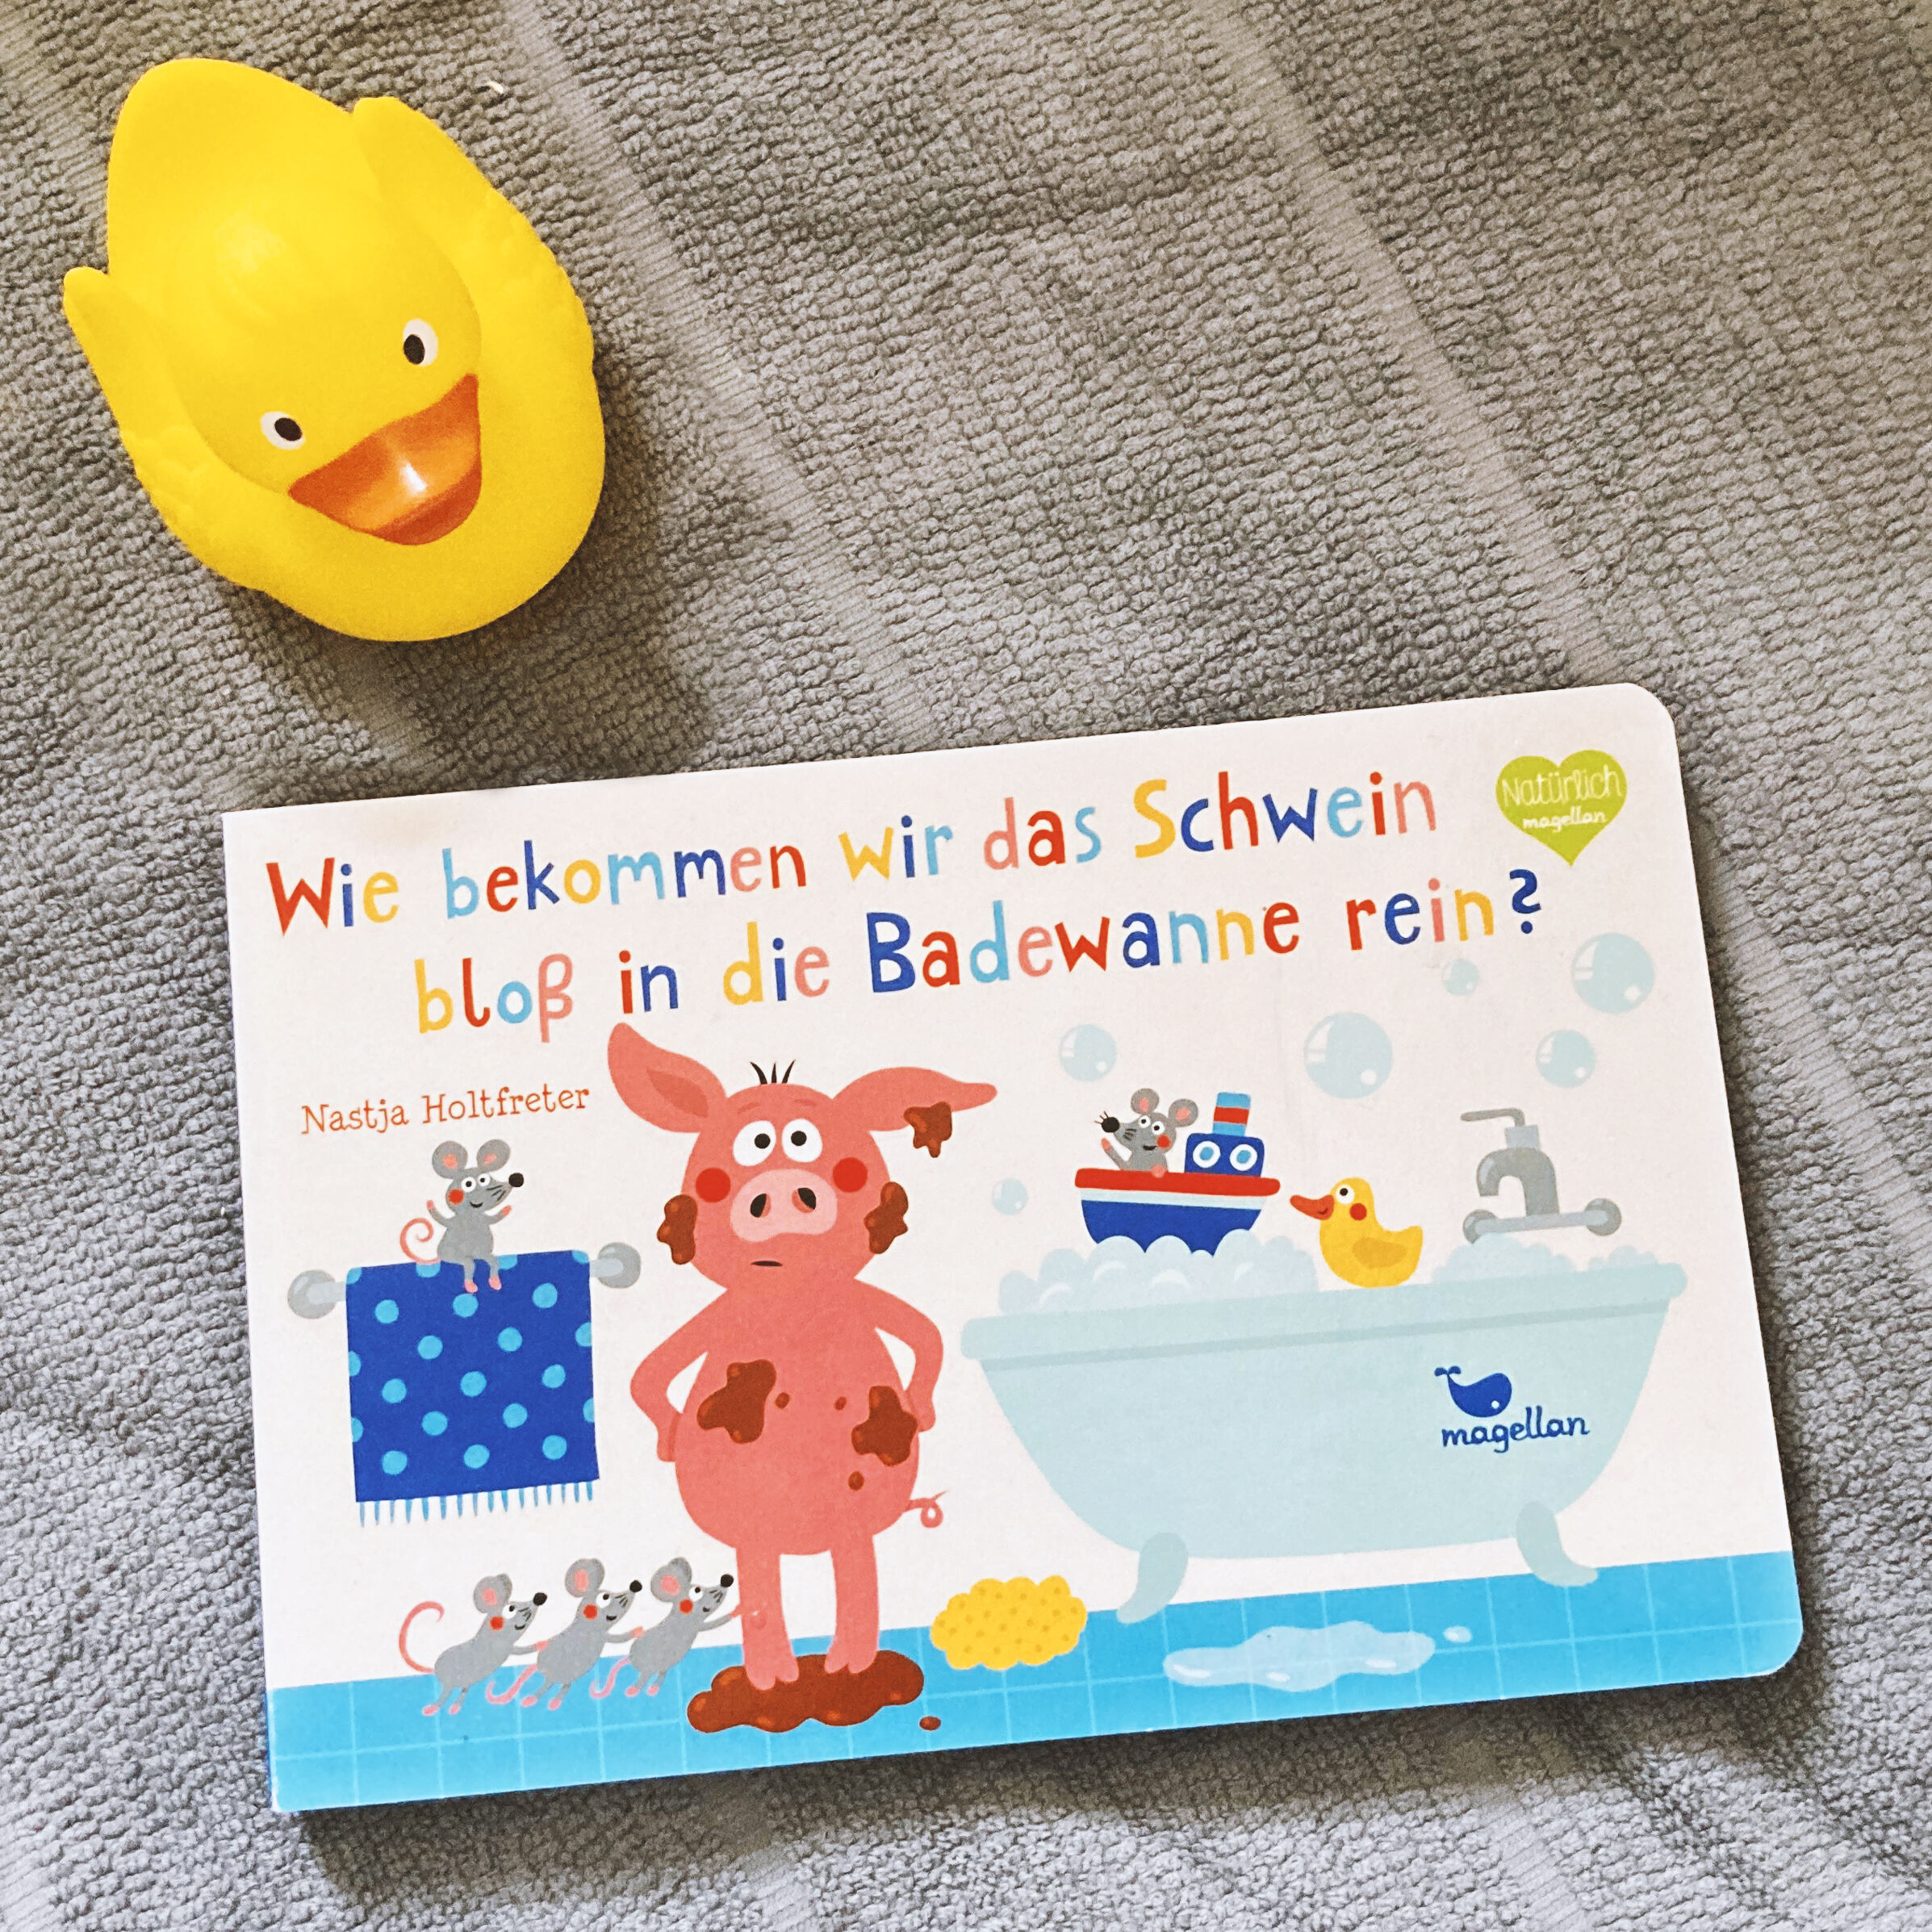 Wie bekommen wir das Schwein
bloß in die Badewanne rein?
Natürlich
magellan
Nastja Holtfreter
magellan